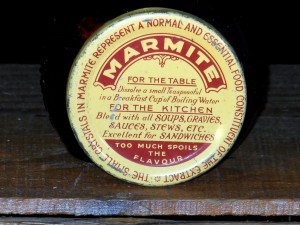 THE SMALL CRYSTALS IN MARMITE REPRESENT A NORMAL AND ESSENTIAL FOOD CONSTITUENT OF THE EXTRACT
MARMITE
FOR THE TABLE
Dissolve a small Teaspoonful
in a Breakfast Cup of Boiling Water
FOR THE KITCHEN
Blend with all SOUPS, GRAVIES,
SAUCES, STEWS, ETC.
Excellent for SANDWICHES
TOO MUCH SPOILS
THE
FLAVOUR